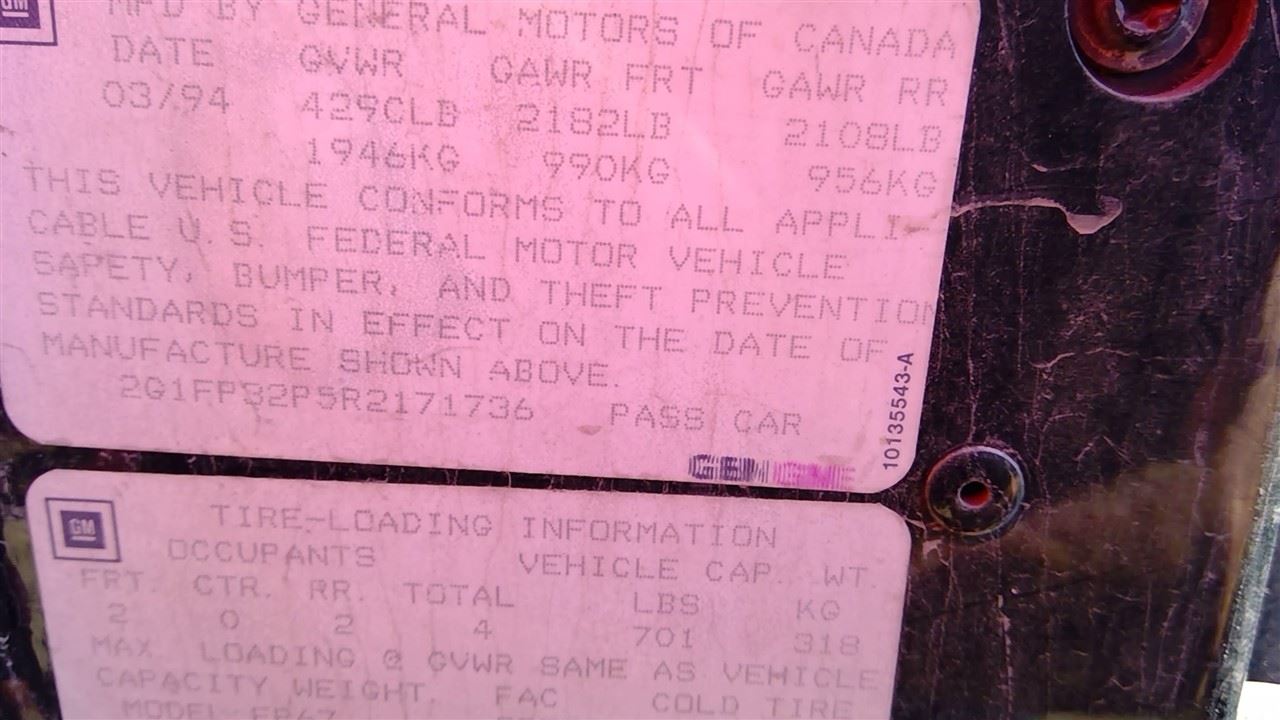 GM
MFD BY GENERAL MOTORS OF CANADA
DATE GVWR GAWR FRT GAWR RR
03/94 4290LB 2182LB 2108LB
1946KG 990KG 956KG
THIS VEHICLE CONFORMS TO ALL APPLI-
CABLE U.S. FEDERAL MOTOR VEHICLE
SAFETY, BUMPER, AND THEFT PREVENTION
STANDARDS IN EFFECT ON THE DATE OF
MANUFACTURE SHOWN ABOVE.
2G1FP32P5R2171736 PASS CAR
10135543-A
GM
TIRE-LOADING INFORMATION
OCCUPANTS VEHICLE CAP. WT.
FRT. CTR. RR. TOTAL LBS KG
2 0 2 4 701 318
MAX. LOADING @ GVWR SAME AS VEHICLE
CAPACITY WEIGHT. FAC COLD TIRE
MODEL